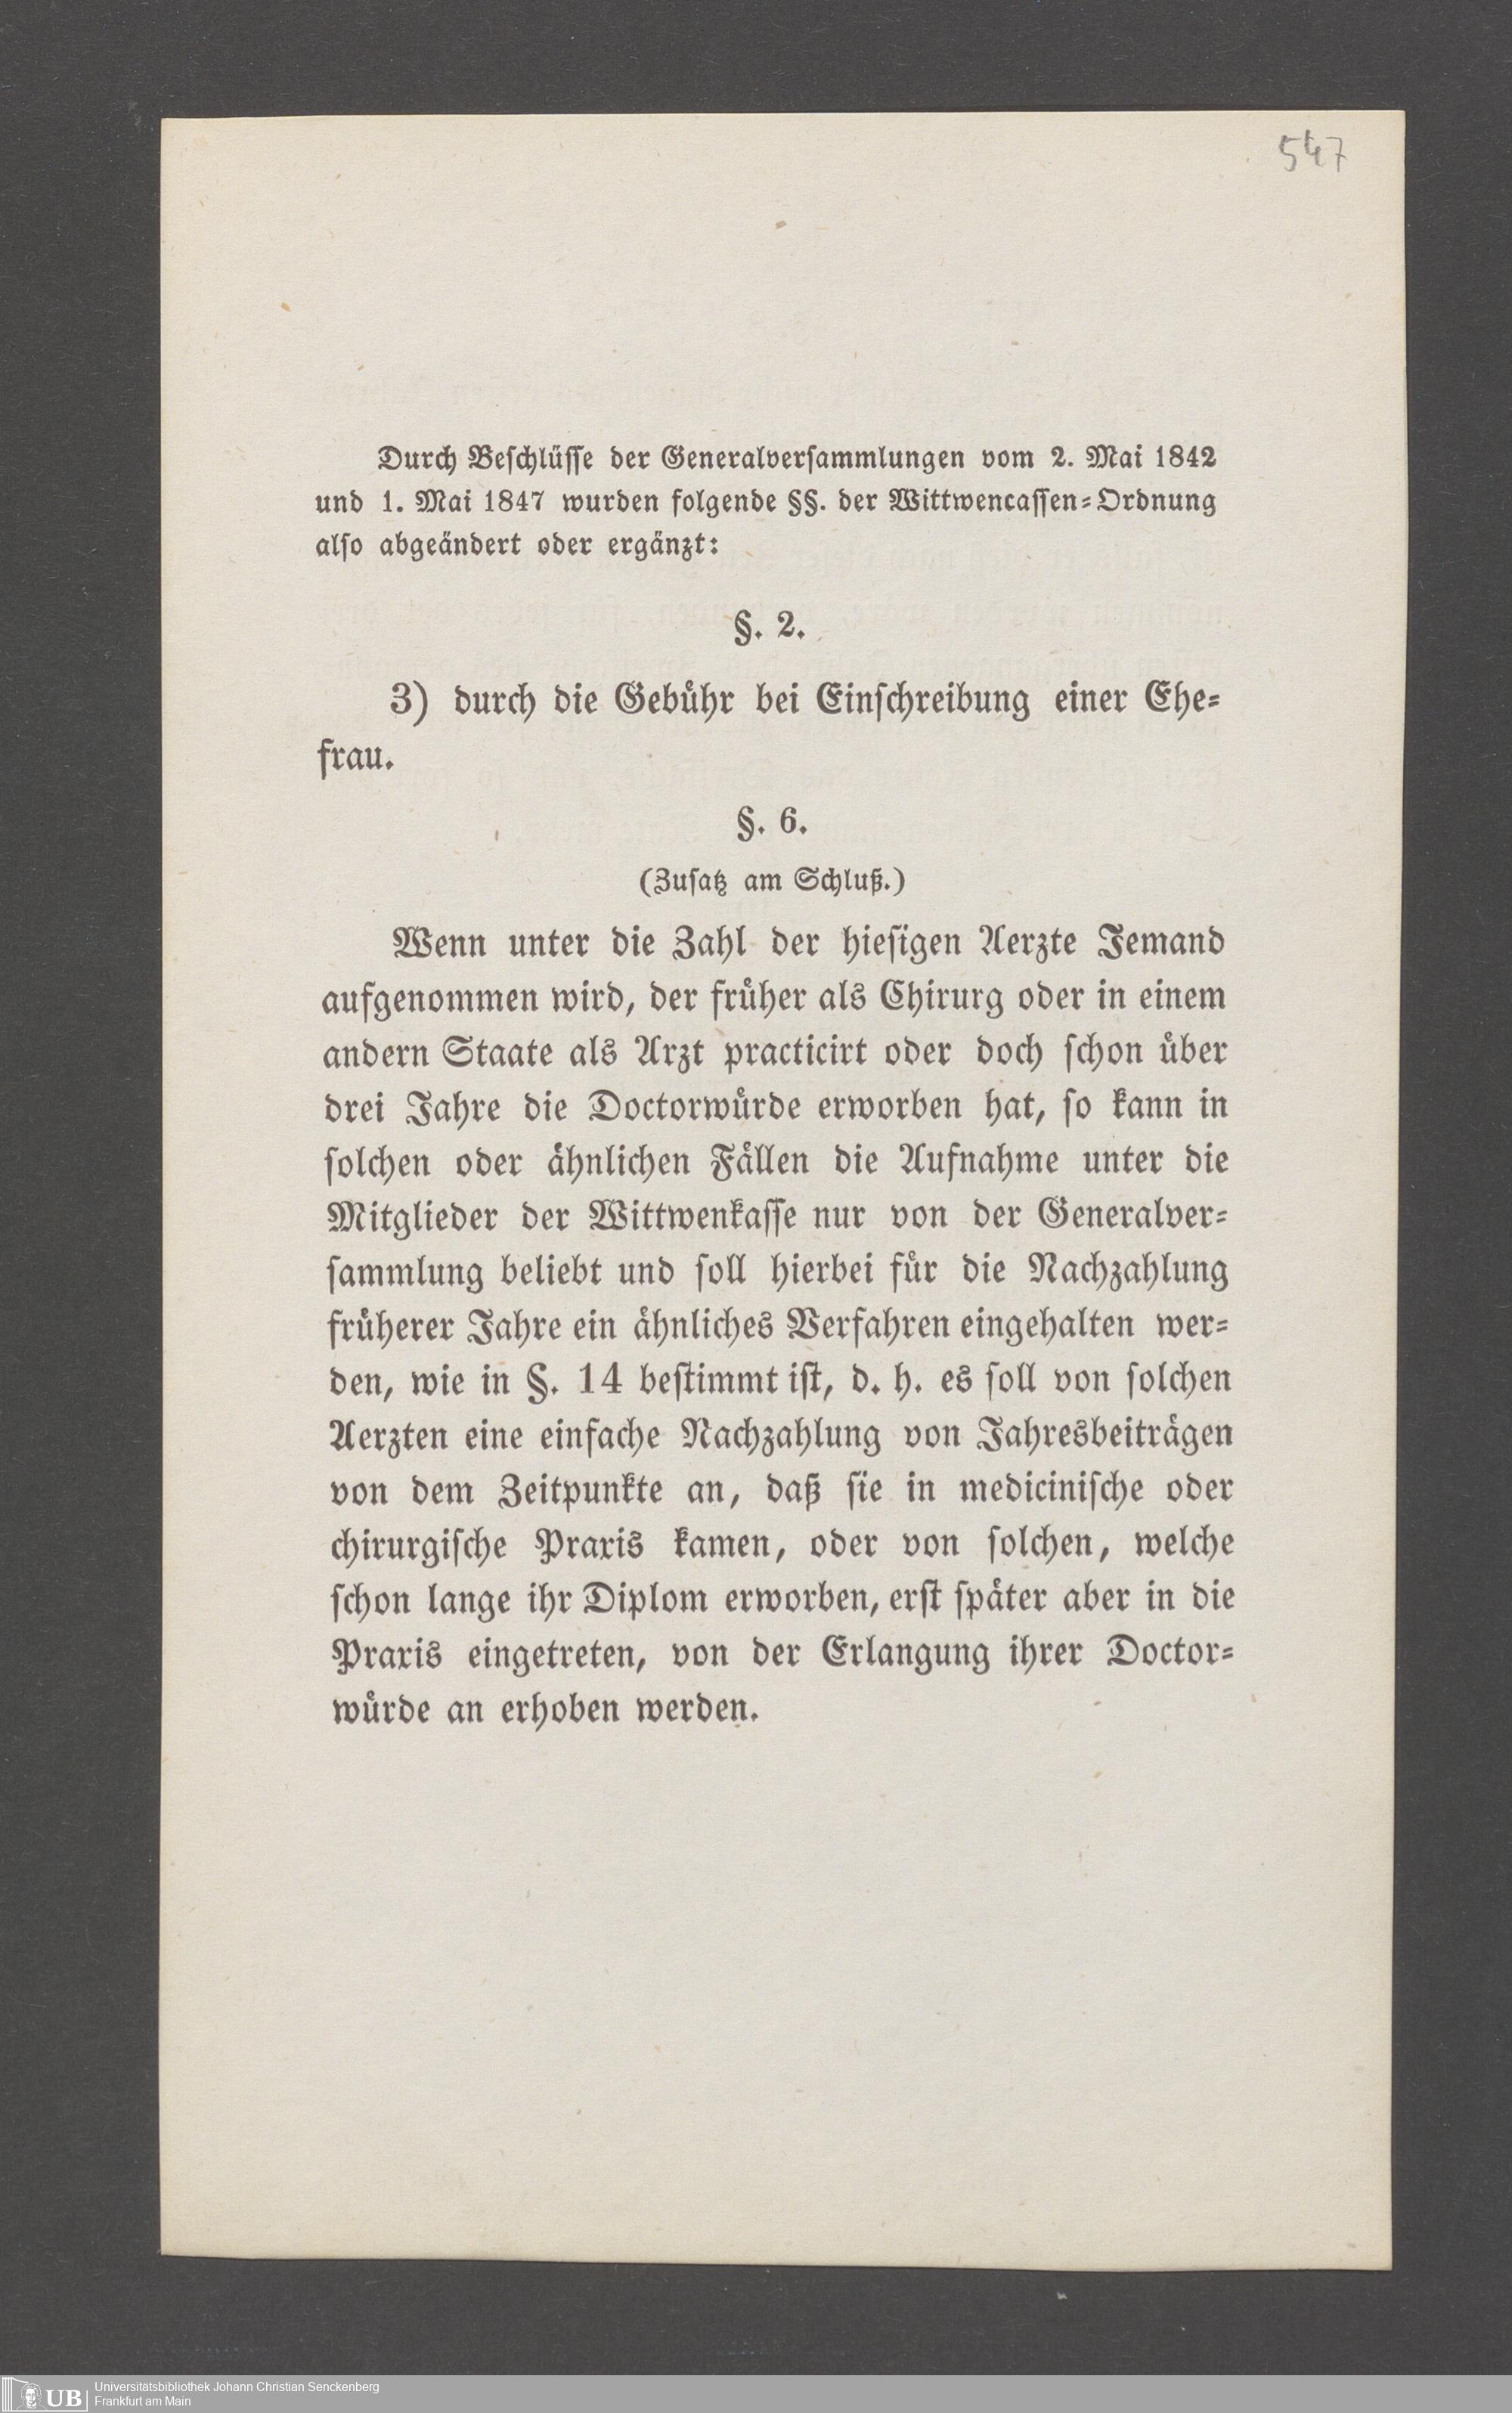 547
Durch Beschlüsse der Generalversammlungen vom 2. Mai 1842
und 1. Mai 1847 wurden folgende §§. der Wittwencassen-Ordnung
also abgeändert oder ergänzt:
§. 2.
3) durch die Gebühr bei Einschreibung einer Ehe-
frau.
§. 6.
(Zusatz am Schluß.)
Wenn unter die Zahl der hiesigen Aerzte Jemand
aufgenommen wird, der früher als Chirurg oder in einem
andern Staate als Arzt practicirt oder doch schon über
drei Jahre die Doctorwürde erworben hat, so kann in
solchen oder ähnlichen Fällen die Aufnahme unter die
Mitglieder der Wittwenkasse nur von der Generalver-
sammlung beliebt und soll hierbei für die Nachzahlung
früherer Jahre ein ähnliches Verfahren eingehalten wer-
den, wie in §. 14 bestimmt ist, d. h. es soll von solchen
Aerzten eine einfache Nachzahlung von Jahresbeiträgen
von dem Zeitpunkte an, daß sie in medicinische oder
chirurgische Praxis kamen, oder von solchen, welche
schon lange ihr Diplom erworben, erst später aber in die
Praxis eingetreten, von der Erlangung ihrer Doctor-
würde an erhoben werden.
UB
Universitätsbibliothek Johann Christian Senckenberg
Frankfurt am Main